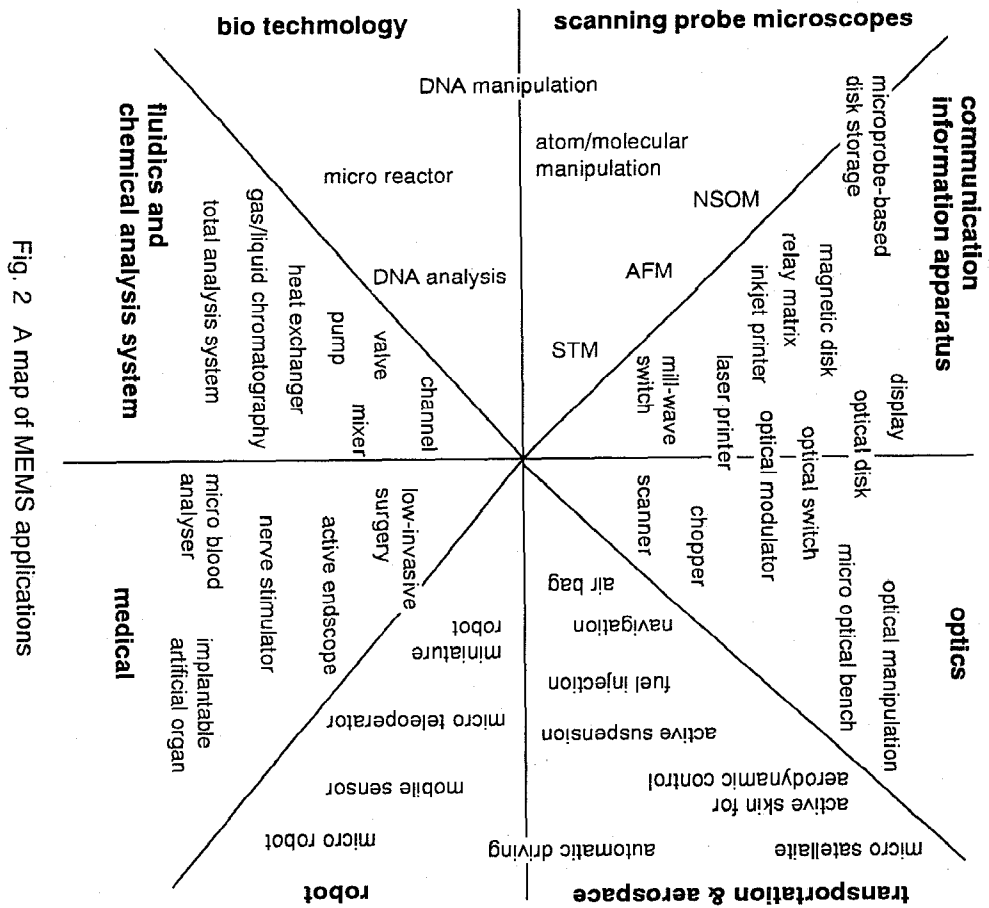 bio technology
scanning probe microscopes
DNA manipulation
micro reactor
DNA analysis
atom/molecular
manipulation
NSOM
AFM
STM
communication
information apparatus
microprobe-based
disk storage
magnetic disk
relay matrix
inkjet printer
display
optical disk
laser printer
mill-wave
switch
optical switch
optical modulator
optics
scanner
chopper
micro optical bench
optical manipulation
transportation & aerospace
air bag
navigation
fuel injection
active suspension
active skin for
aerodynamic control
micro satellaite
automatic driving
robot
miniature
robot
micro teleoperator
mobile sensor
micro robot
medical
low-invasive
surgery
active endscope
nerve stimulator
micro blood
analyser
implantable
artificial organ
fluidics and
chemical analysis system
total analysis system
gas/liquid chromatography
heat exchanger
pump
valve
mixer
channel
Fig. 2 A map of MEMS applications